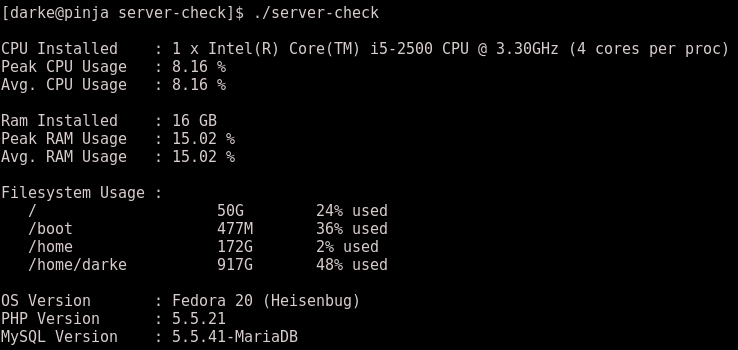 [darke@pinja server-check]$ ./server-check
CPU Installed    : 1 x Intel(R) Core(TM) i5-2500 CPU @ 3.30GHz (4 cores per proc)
Peak CPU Usage   : 8.16 %
Avg. CPU Usage   : 8.16 %
Ram Installed    : 16 GB
Peak RAM Usage   : 15.02 %
Avg. RAM Usage   : 15.02 %
Filesystem Usage :
   /                    50G        24% used
   /boot                477M       36% used
   /home                172G       2% used
   /home/darke          917G       48% used
OS Version       : Fedora 20 (Heisenbug)
PHP Version      : 5.5.21
MySQL Version    : 5.5.41-MariaDB